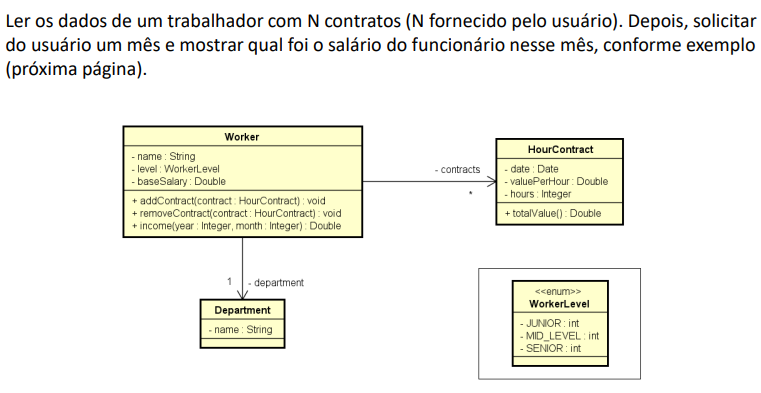 Ler os dados de um trabalhador com N contratos (N fornecido pelo usuário). Depois, solicitar
do usuário um mês e mostrar qual foi o salário do funcionário nesse mês, conforme exemplo
(próxima página).
Worker
- name : String
- level : WorkerLevel
- baseSalary : Double
+ addContract(contract : HourContract) : void
+ removeContract(contract : HourContract) : void
+ income(year : Integer, month : Integer) : Double
- contracts
*
HourContract
- date : Date
- valuePerHour : Double
- hours : Integer
+ totalValue() : Double
1 - department
Department
- name : String
<<enum>>
WorkerLevel
- JUNIOR : int
- MID_LEVEL : int
- SENIOR : int